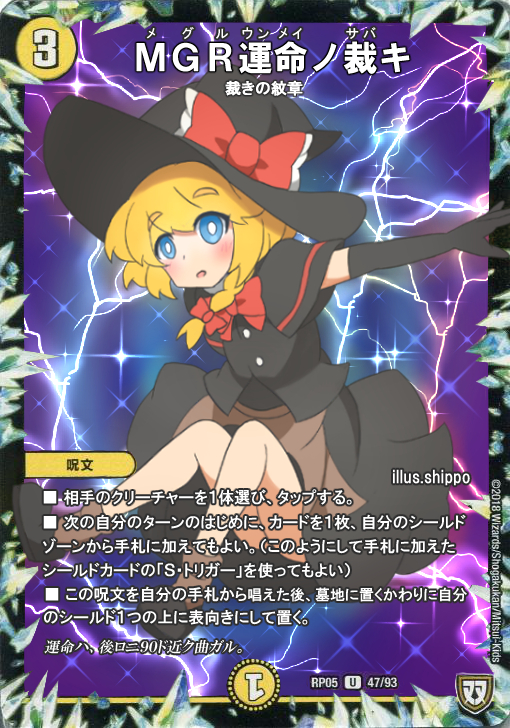 3
メグルウンメイ サバ
MGR運命ノ裁キ
裁きの紋章
呪文
illus.shippo
■ 相手のクリーチャーを1体選び、タップする。
■ 次の自分のターンのはじめに、カードを1枚、自分のシールド
ゾーンから手札に加えてもよい。(このようにして手札に加えた
シールドカードの「S・トリガー」を使ってもよい)
■ この呪文を自分の手札から唱えた後、墓地に置くかわりに自分
のシールド1つの上に表向きにして置く。
運命ハ、後ロニ90ド近ク曲ガル。
©2018 Wizards/Shogakukan/Mitsui-Kids
1
RP05 U 47/93